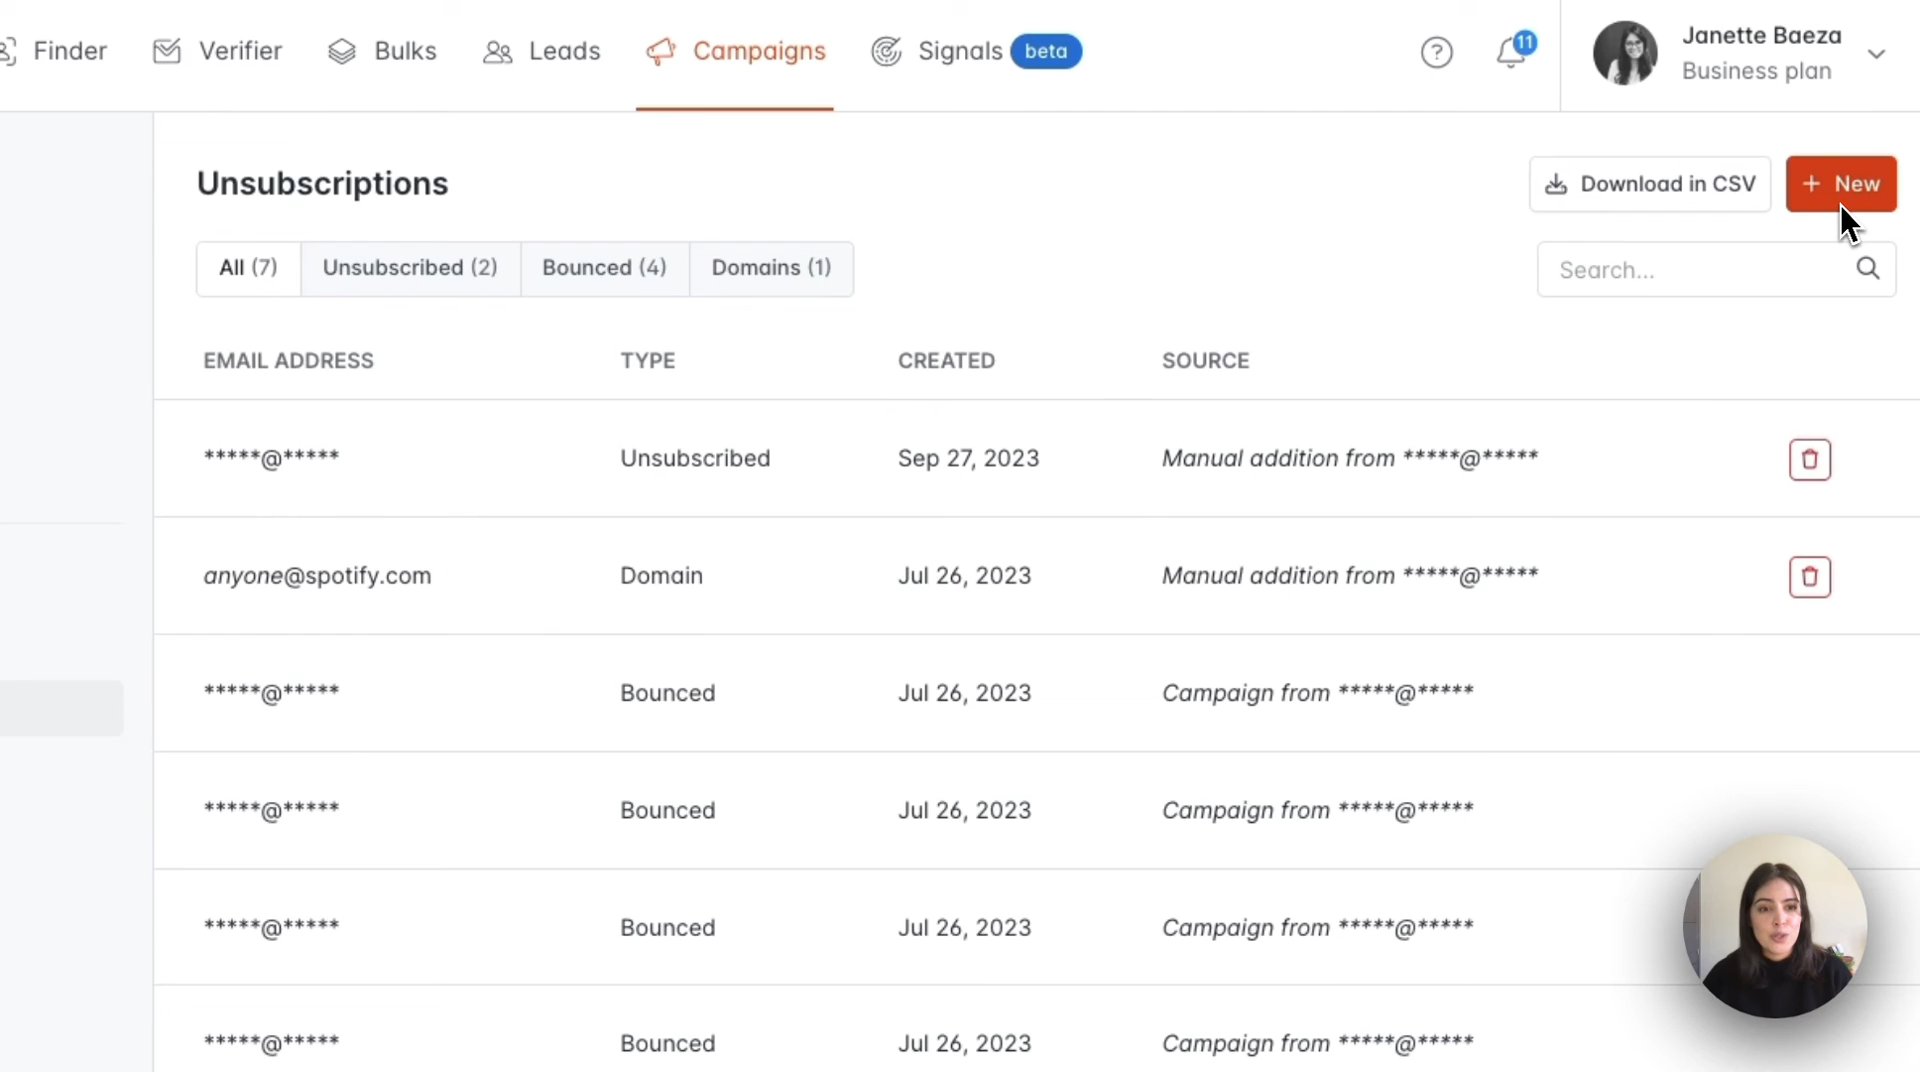 Finder
Verifier
Bulks
Leads
Campaigns
Signals beta
11
Janette Baeza
Business plan
Unsubscriptions
Download in CSV
+ New
All (7)
Unsubscribed (2)
Bounced (4)
Domains (1)
Search...
EMAIL ADDRESS TYPE CREATED SOURCE
*****@***** Unsubscribed Sep 27, 2023 Manual addition from *****@*****
anyone@spotify.com Domain Jul 26, 2023 Manual addition from *****@*****
*****@***** Bounced Jul 26, 2023 Campaign from *****@*****
*****@***** Bounced Jul 26, 2023 Campaign from *****@*****
*****@***** Bounced Jul 26, 2023 Campaign from *****@*****
*****@***** Bounced Jul 26, 2023 Campaign from *****@*****